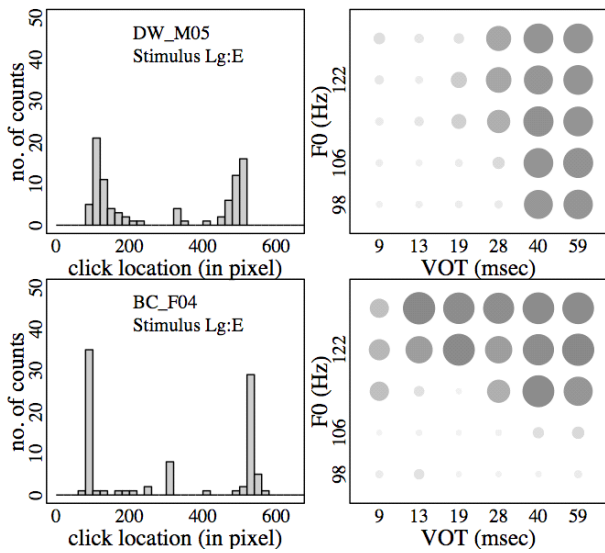 DW_M05
Stimulus Lg:E
no. of counts
0 10 20 30 40 50
0 200 400 600
click location (in pixel)
F0 (Hz)
98 106 122
9 13 19 28 40 59
VOT (msec)
BC_F04
Stimulus Lg:E
no. of counts
0 10 20 30 40 50
0 200 400 600
click location (in pixel)
F0 (Hz)
98 106 122
9 13 19 28 40 59
VOT (msec)